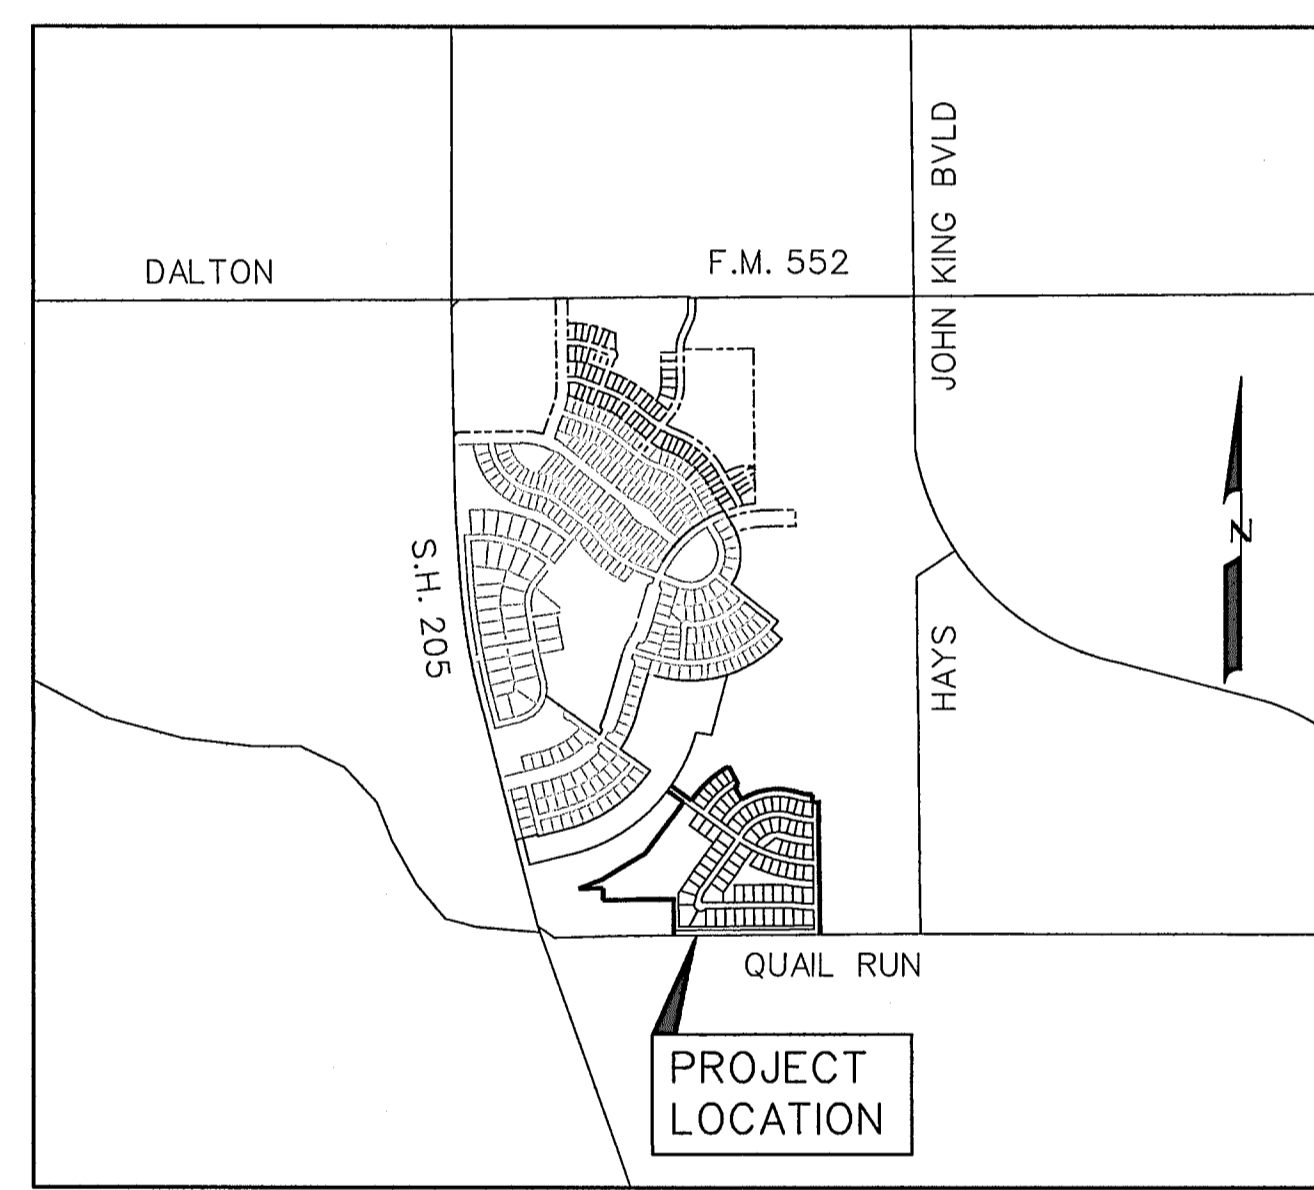 DALTON
F.M. 552
JOHN KING BVLD
S.H. 205
HAYS
N
QUAIL RUN
PROJECT
LOCATION